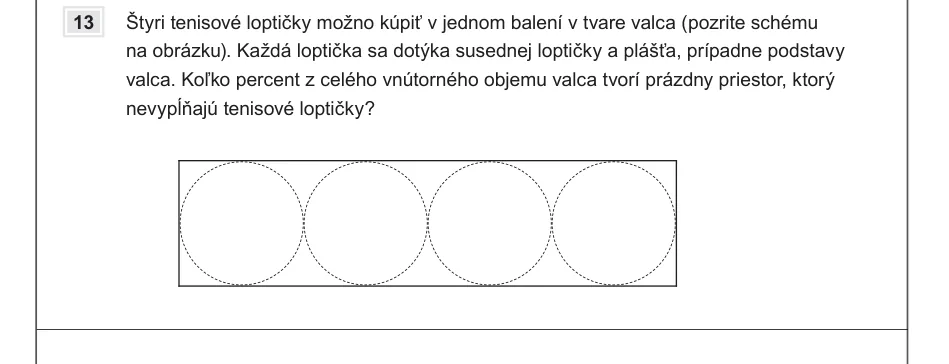 13 Štyri tenisové loptičky možno kúpiť v jednom balení v tvare valca (pozrite schému
na obrázku). Každá loptička sa dotýka susednej loptičky a plášťa, prípadne podstavy
valca. Koľko percent z celého vnútorného objemu valca tvorí prázdny priestor, ktorý
nevypĺňajú tenisové loptičky?